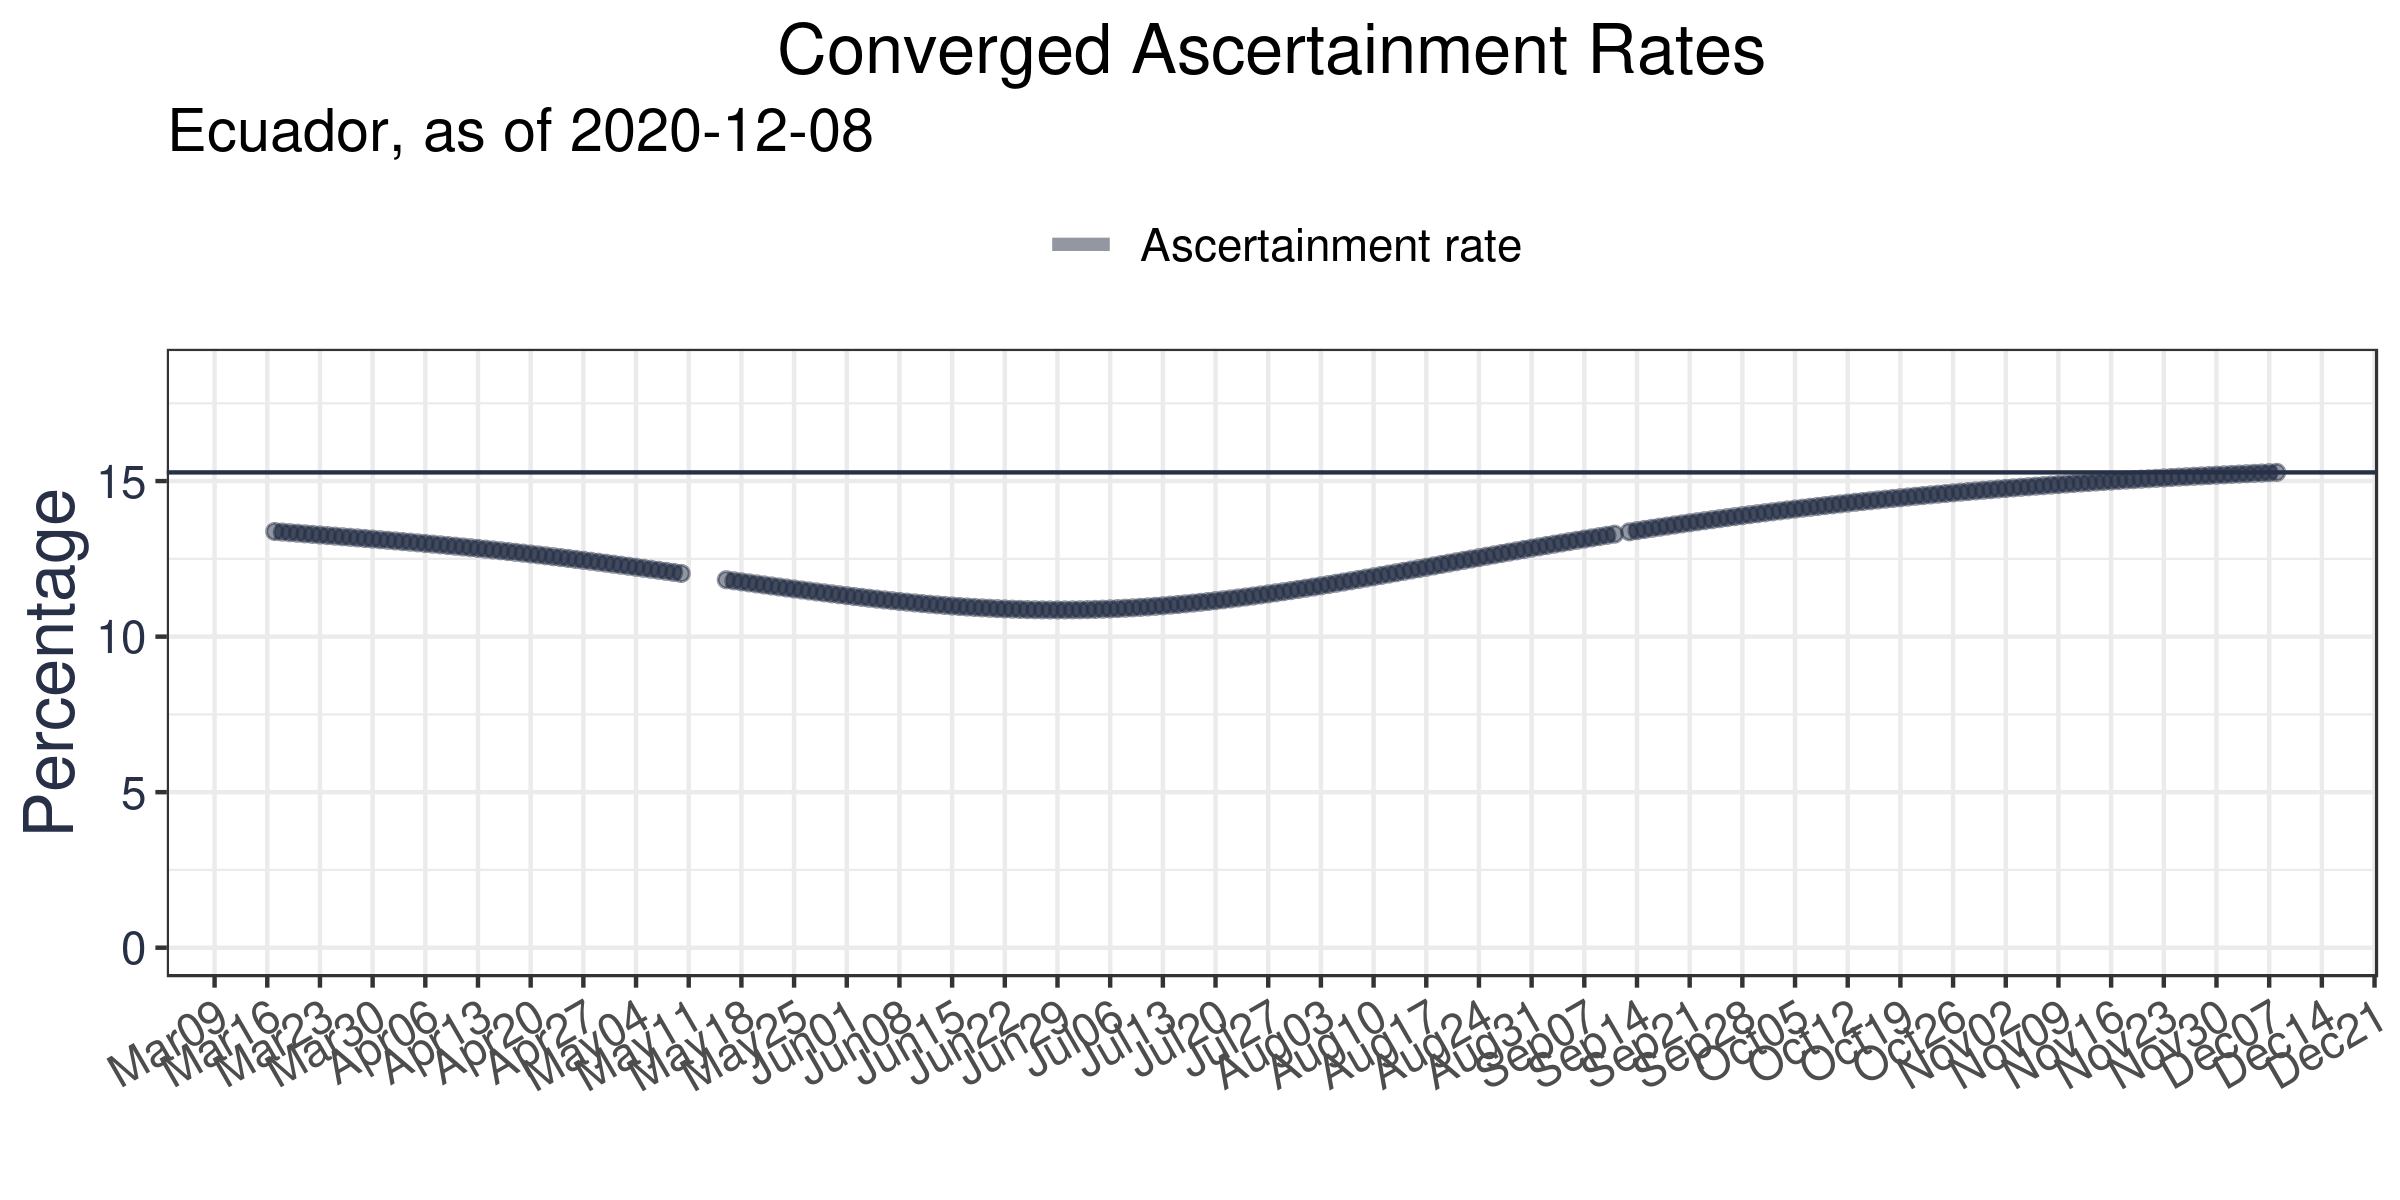 Converged Ascertainment Rates
Ecuador, as of 2020-12-08
Ascertainment rate
Percentage
15
10
5
0
Mar09
Mar16
Mar23
Mar30
Apr06
Apr13
Apr20
Apr27
May04
May11
May18
May25
Jun01
Jun08
Jun15
Jun22
Jun29
Jul06
Jul13
Jul20
Jul27
Aug03
Aug10
Aug17
Aug24
Aug31
Sep07
Sep14
Sep21
Sep28
Oct05
Oct12
Oct19
Oct26
Nov02
Nov09
Nov16
Nov23
Nov30
Dec07
Dec14
Dec21